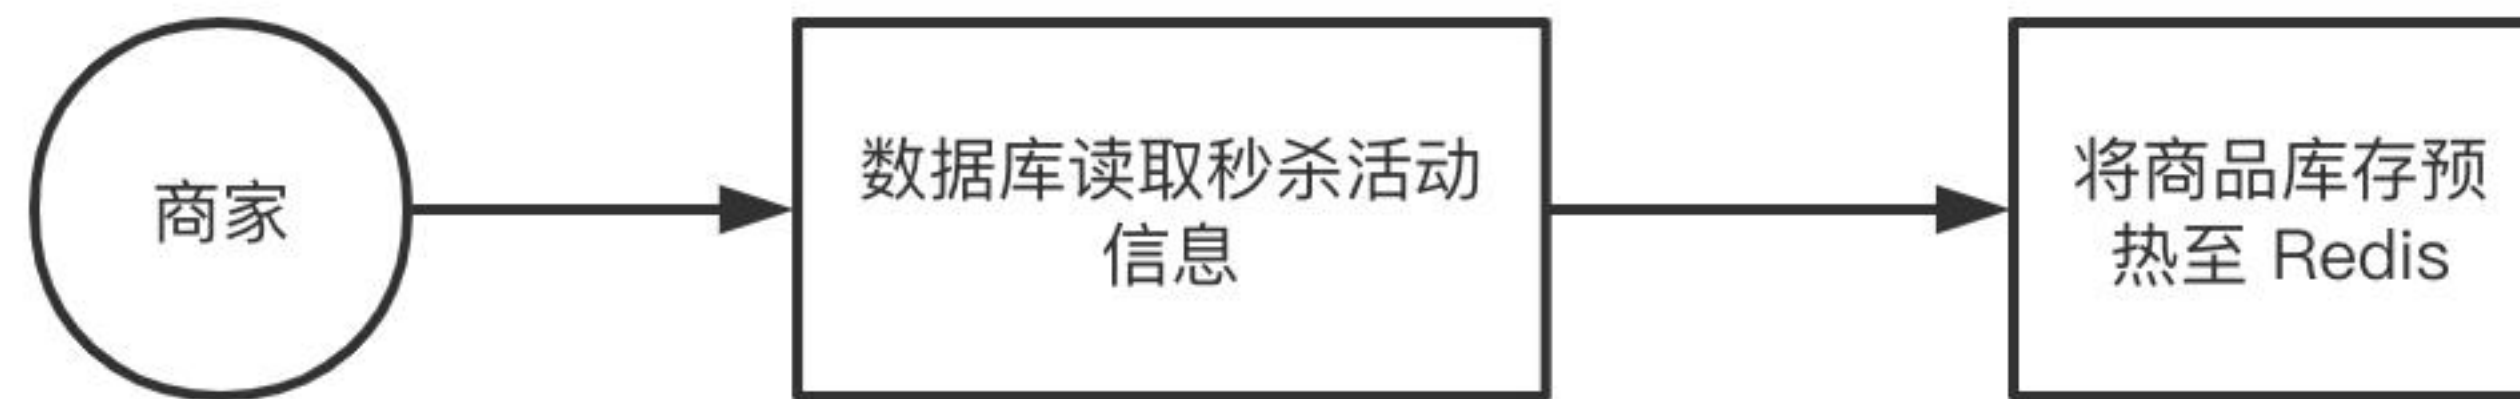 商家
数据库读取秒杀活动
信息
将商品库存预
热至 Redis